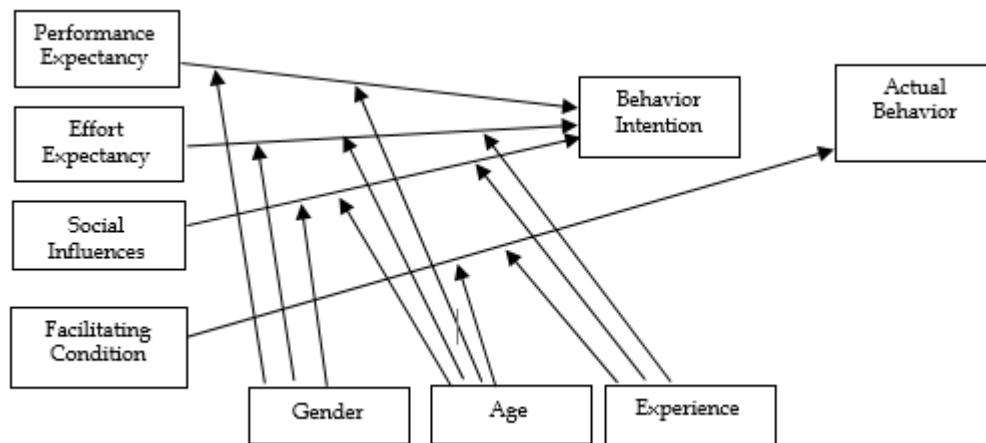 Performance
Expectancy
Effort
Expectancy
Social
Influences
Facilitating
Condition
Behavior
Intention
Actual
Behavior
Gender
Age
Experience